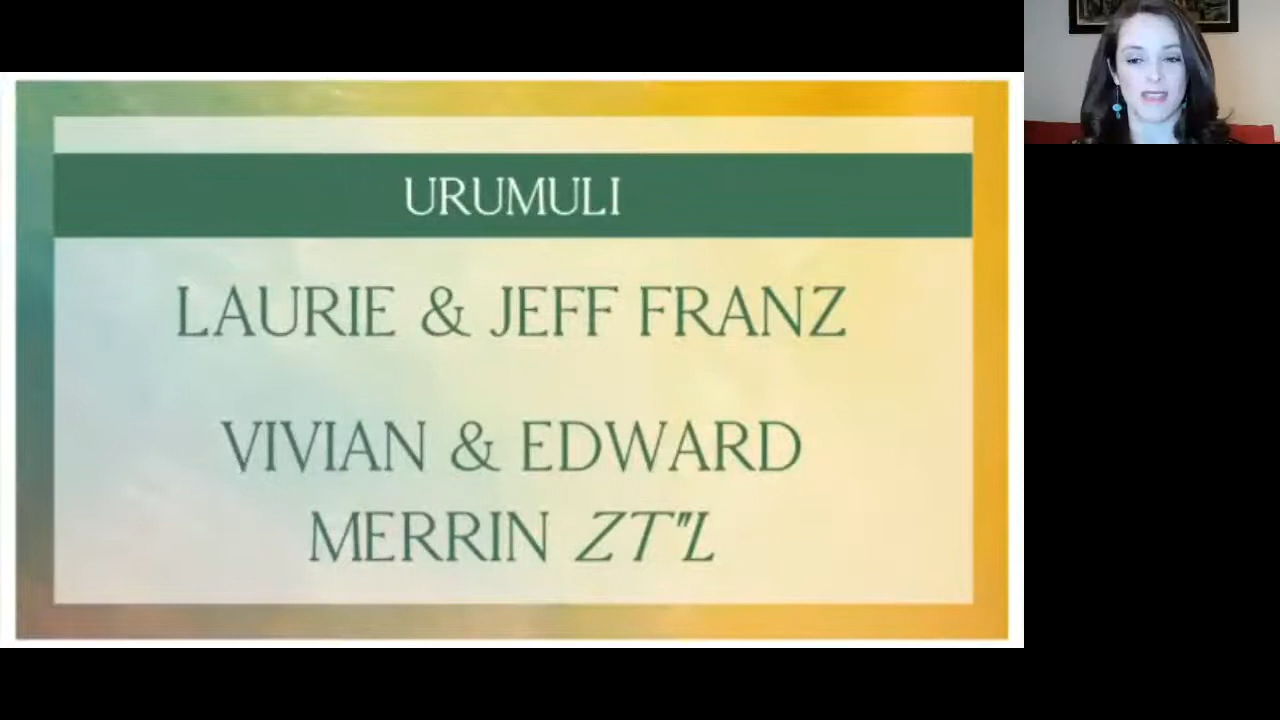 URUMULI
LAURIE & JEFF FRANZ
VIVIAN & EDWARD
MERRIN ZT"L